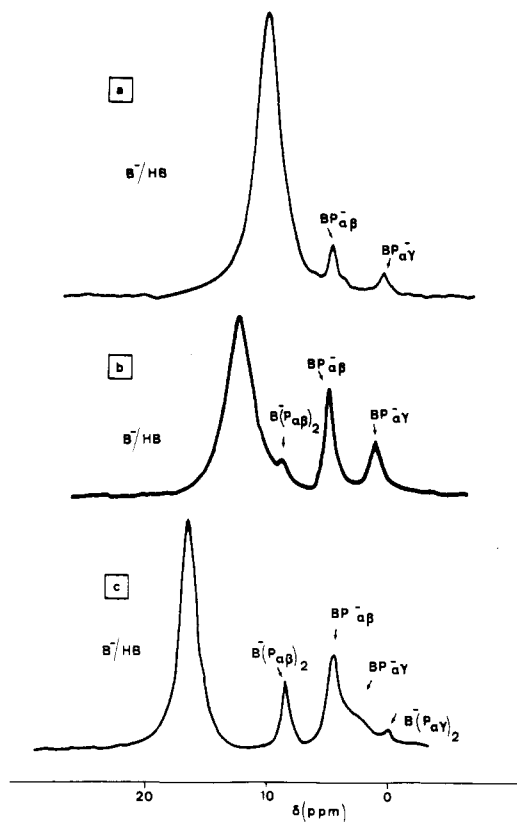 a
B⁻/HB
BP⁻αβ
BP⁻αγ
b
B⁻/HB
B⁻(Pαβ)₂
BP⁻αβ
BP⁻αγ
c
B⁻/HB
B⁻(Pαβ)₂
BP⁻αβ
BP⁻αγ
B⁻(Pαγ)₂
20 10 0
δ(ppm)